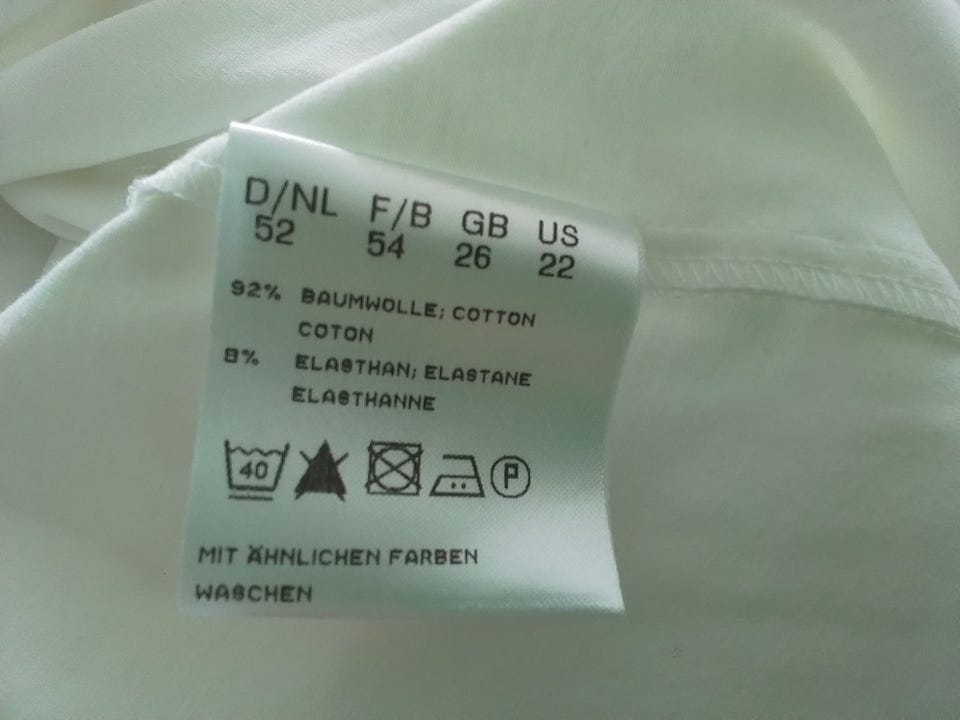 D/NL F/B GB US
52 54 26 22
92% BAUMWOLLE; COTTON
COTON
8% ELASTHAN; ELASTANE
ELASTHANNE
40 P
MIT ÄHNLICHEN FARBEN
WASCHEN